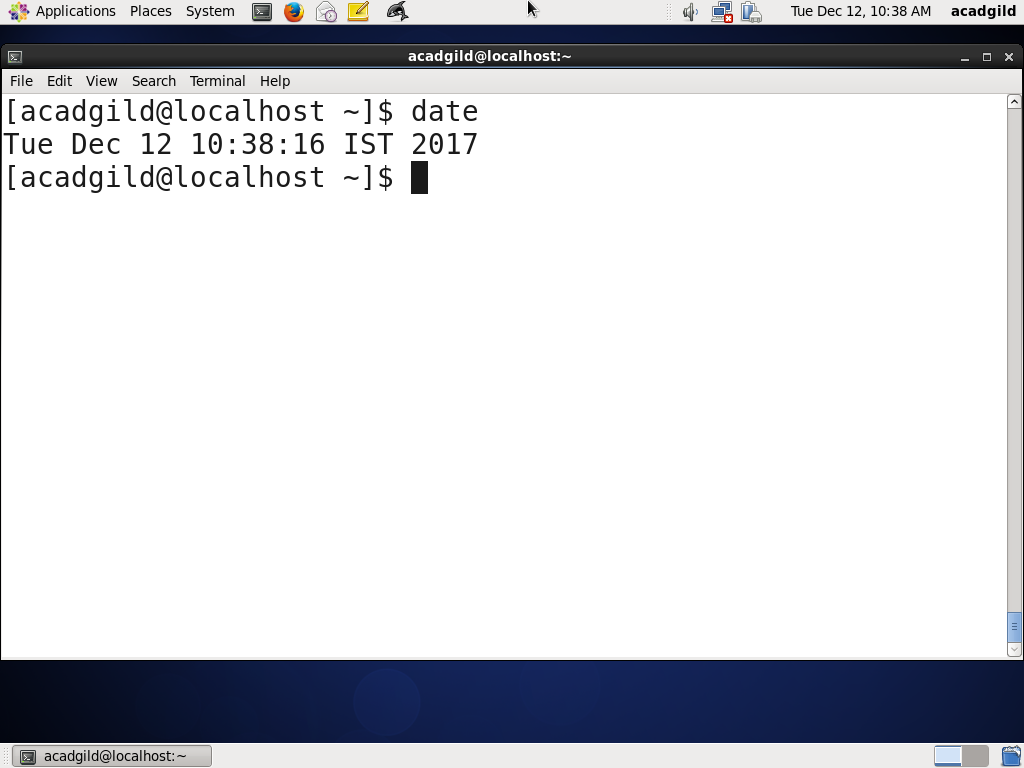 Applications Places System Tue Dec 12, 10:38 AM acadgild
acadgild@localhost:~
File Edit View Search Terminal Help
[acadgild@localhost ~]$ date
Tue Dec 12 10:38:16 IST 2017
[acadgild@localhost ~]$
acadgild@localhost:~